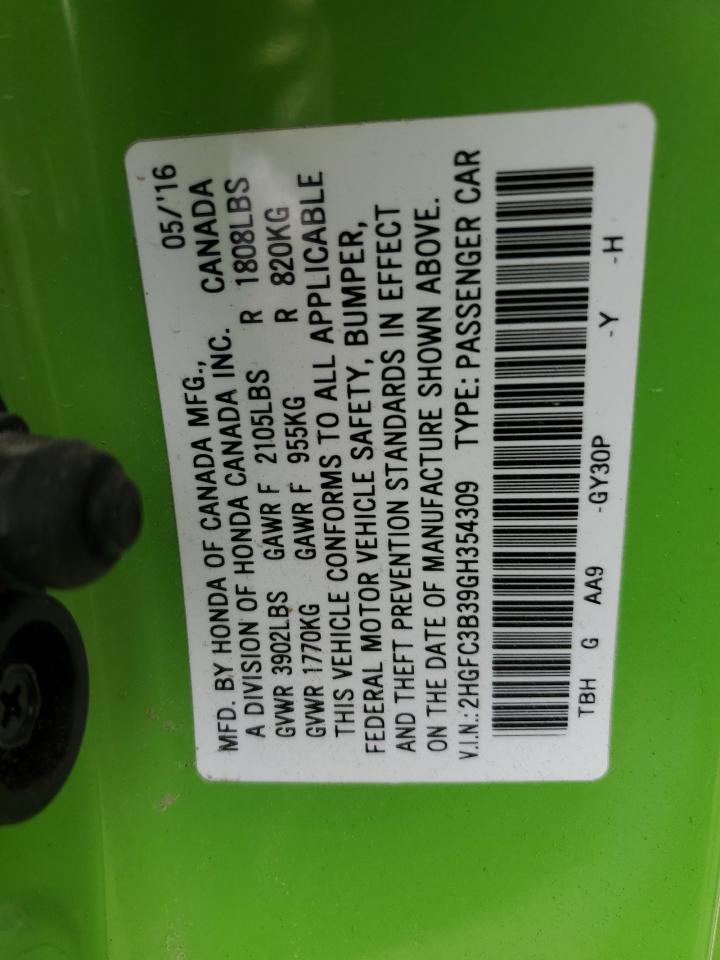 05/'16
MFD. BY HONDA OF CANADA MFG.,
A DIVISION OF HONDA CANADA INC. CANADA
GVWR 3902LBS GAWR F 2105LBS R 1808LBS
GVWR 1770KG GAWR F 955KG R 820KG
THIS VEHICLE CONFORMS TO ALL APPLICABLE
FEDERAL MOTOR VEHICLE SAFETY, BUMPER,
AND THEFT PREVENTION STANDARDS IN EFFECT
ON THE DATE OF MANUFACTURE SHOWN ABOVE.
V.I.N.: 2HGFC3B39GH354309 TYPE: PASSENGER CAR
TBH G AA9 -GY30P -Y -H